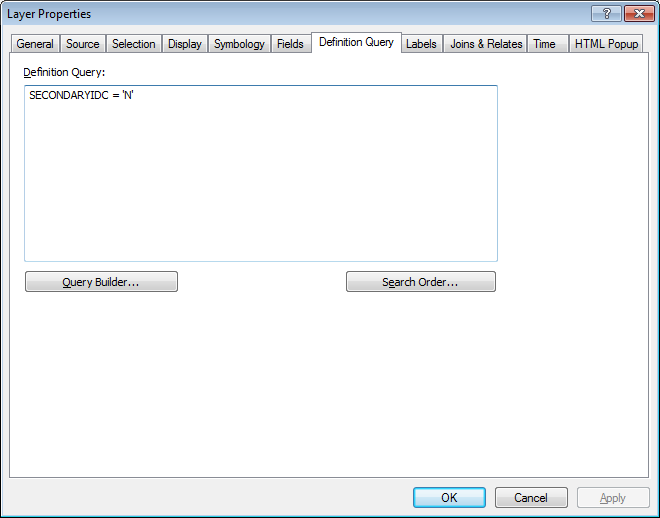 Layer Properties
?
General Source Selection Display Symbology Fields Definition Query Labels Joins & Relates Time HTML Popup
Definition Query:
SECONDARYIDC = 'N'
Query Builder... Search Order...
OK Cancel Apply